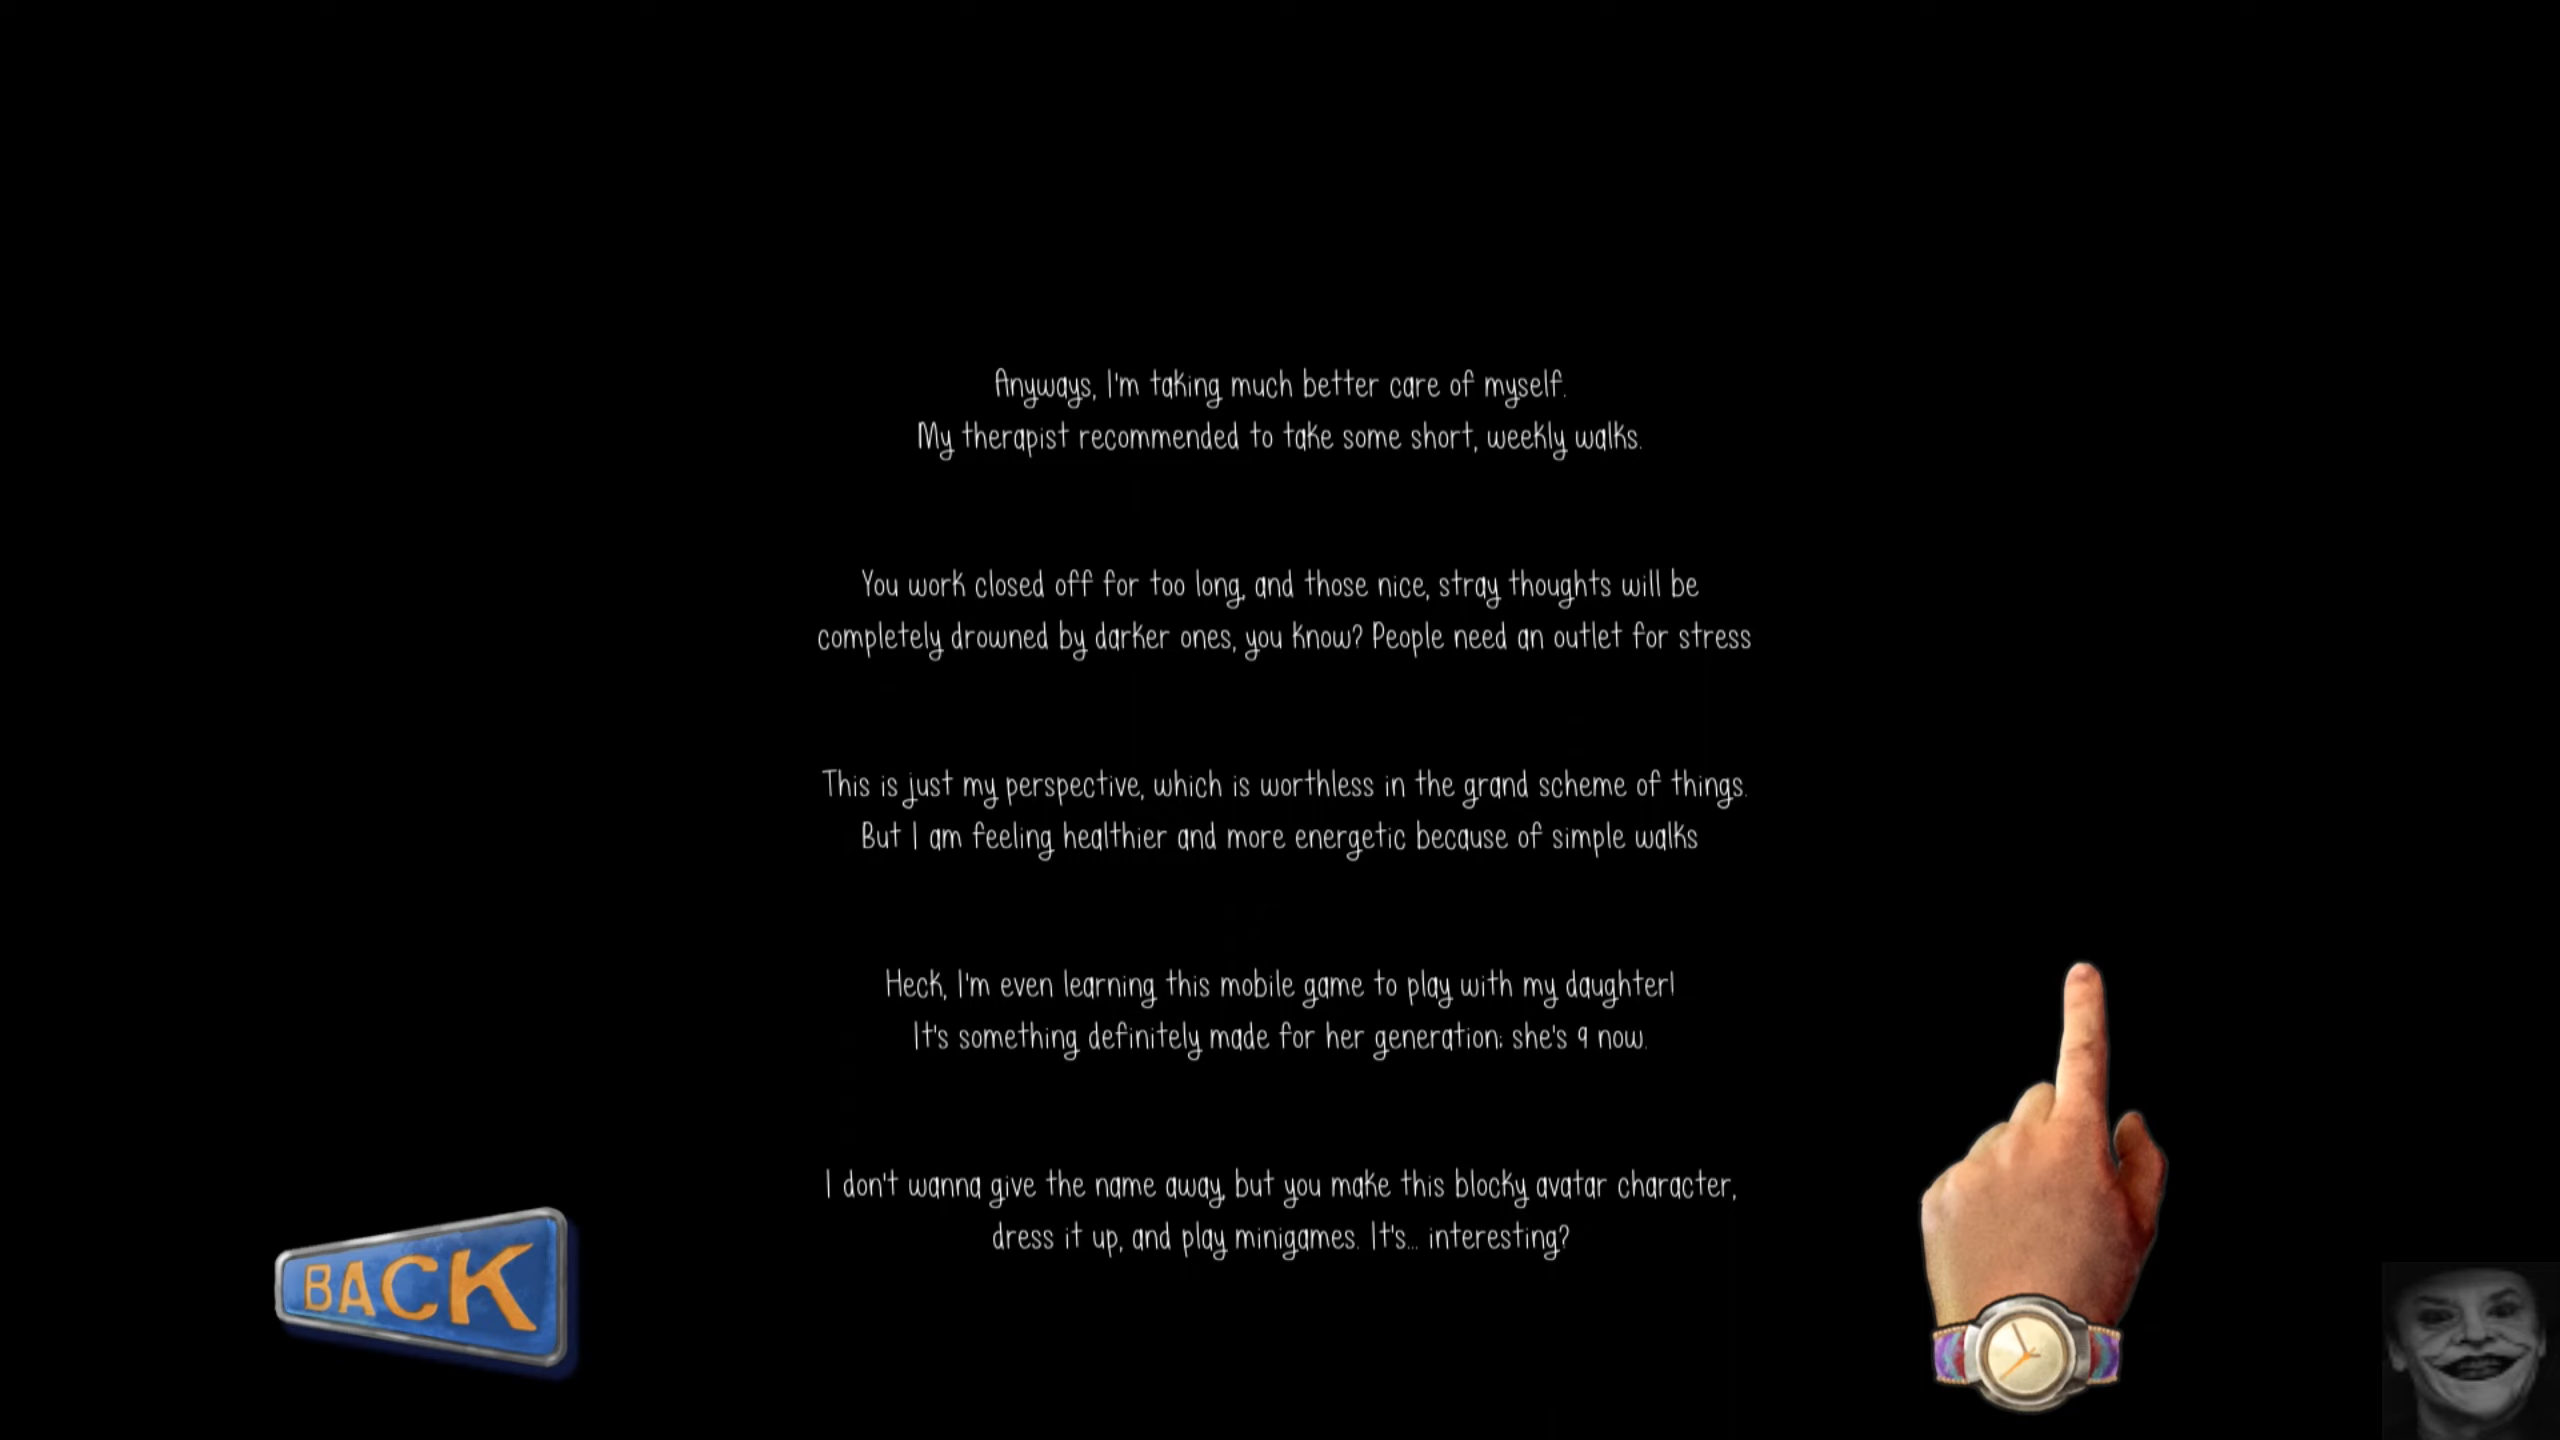 Anyways, I'm taking much better care of myself.
My therapist recommended to take some short, weekly walks.
You work closed off for too long, and those nice, stray thoughts will be
completely drowned by darker ones, you know? People need an outlet for stress
This is just my perspective, which is worthless in the grand scheme of things.
But I am feeling healthier and more energetic because of simple walks
Heck, I'm even learning this mobile game to play with my daughter!
It's something definitely made for her generation; she's 9 now.
I don't wanna give the name away, but you make this blocky avatar character,
dress it up, and play minigames. It's... interesting?
BACK